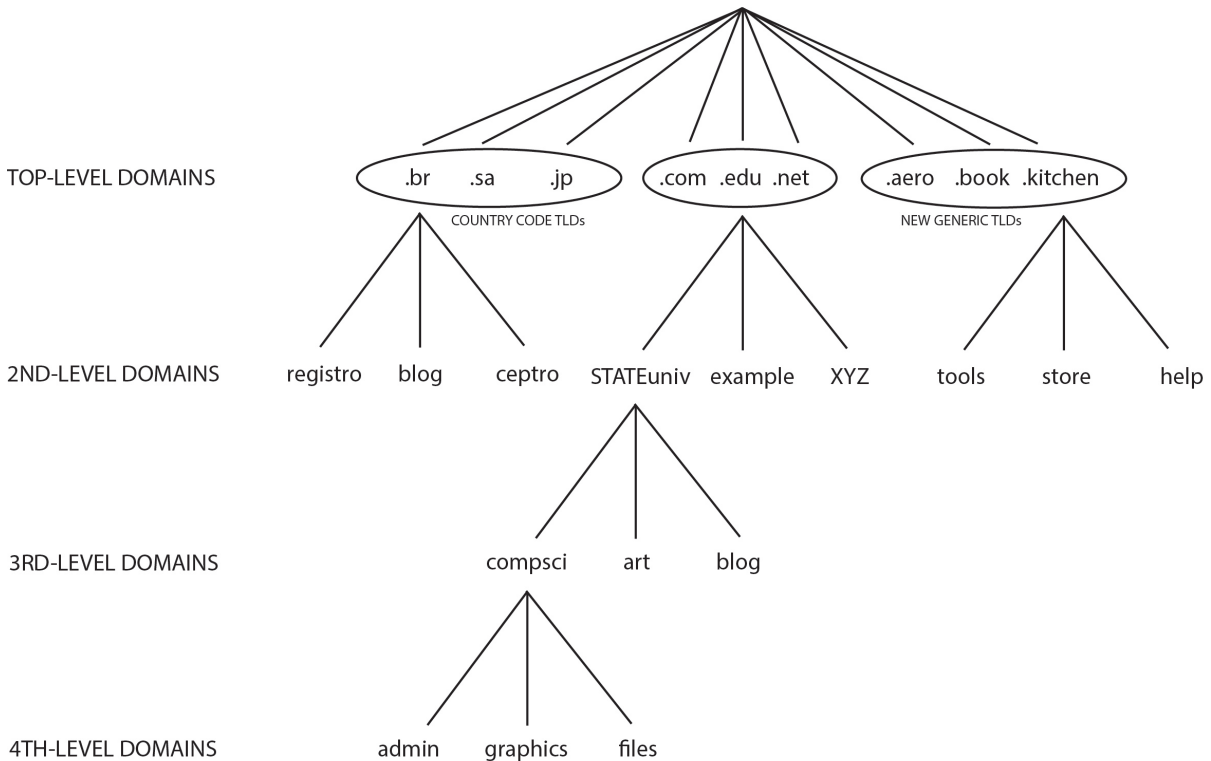 TOP-LEVEL DOMAINS .br .sa .jp .com .edu .net .aero .book .kitchen
COUNTRY CODE TLDs NEW GENERIC TLDs
2ND-LEVEL DOMAINS registro blog ceptro STATEuniv example XYZ tools store help
3RD-LEVEL DOMAINS compsci art blog
4TH-LEVEL DOMAINS admin graphics files